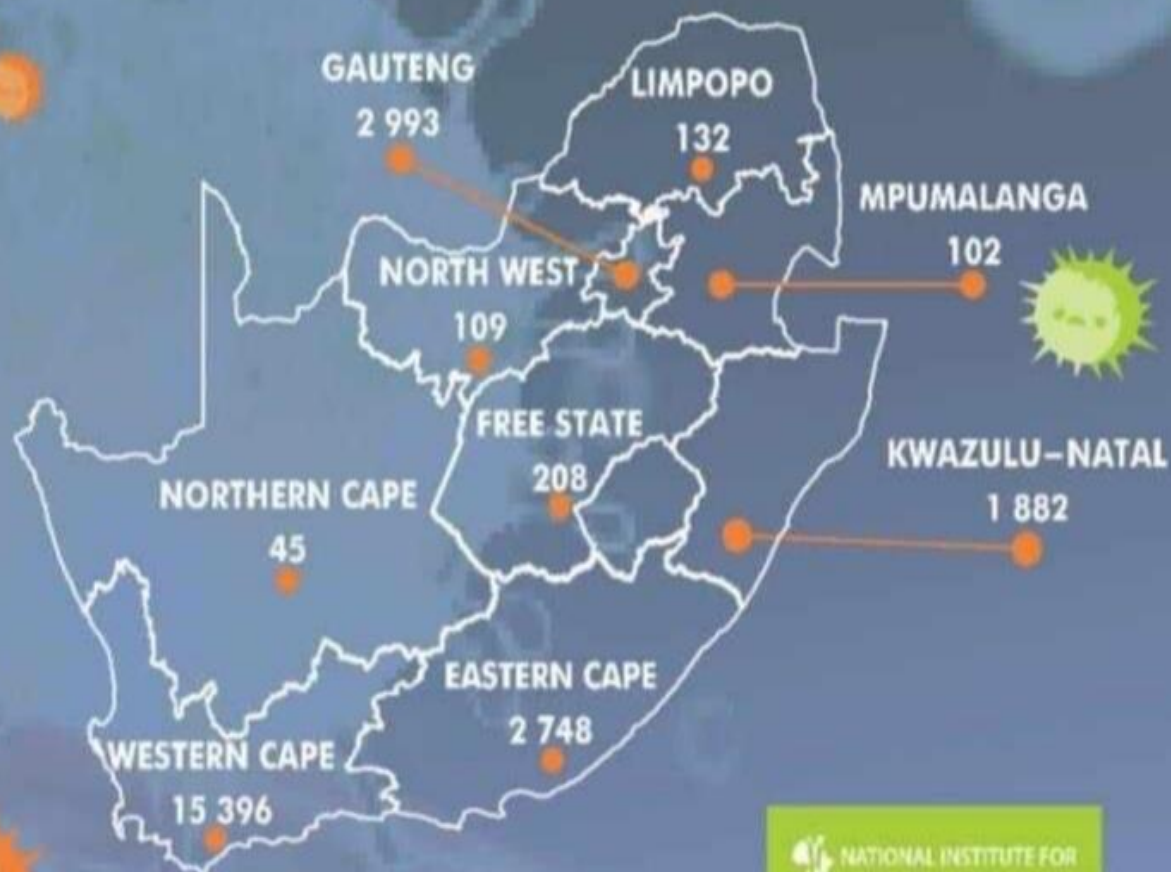 GAUTENG
2 993
LIMPOPO
132
MPUMALANGA
102
NORTH WEST
109
FREE STATE
208
KWAZULU–NATAL
1 882
NORTHERN CAPE
45
EASTERN CAPE
2 748
WESTERN CAPE
15 396
NATIONAL INSTITUTE FOR